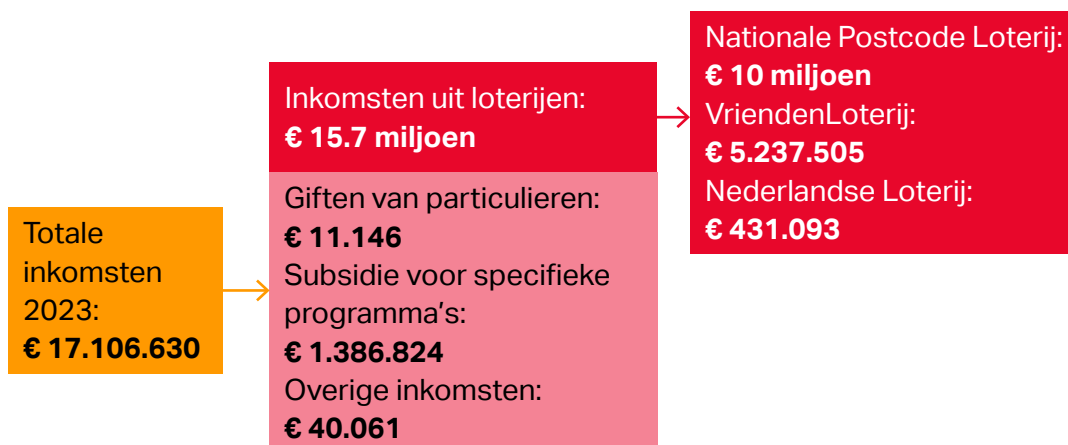 Totale
inkomsten
2023:
€ 17.106.630
Inkomsten uit loterijen:
€ 15.7 miljoen
Giften van particulieren:
€ 11.146
Subsidie voor specifieke
programma's:
€ 1.386.824
Overige inkomsten:
€ 40.061
Nationale Postcode Loterij:
€ 10 miljoen
VriendenLoterij:
€ 5.237.505
Nederlandse Loterij:
€ 431.093